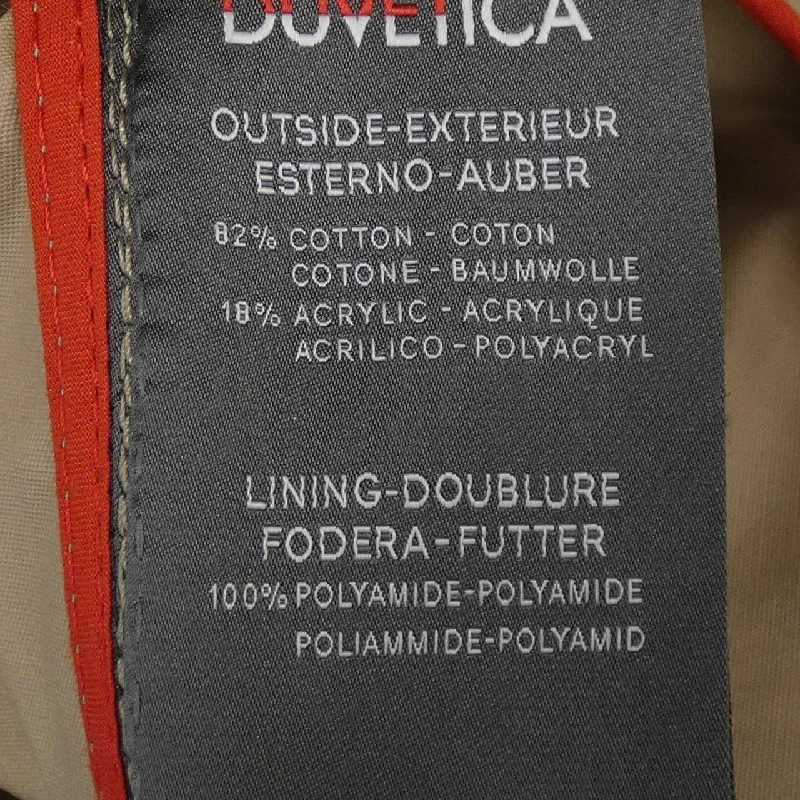 DUVETICA
OUTSIDE-EXTERIEUR
ESTERNO-AUBER
82% COTTON - COTON
COTONE - BAUMWOLLE
18% ACRYLIC - ACRYLIQUE
ACRILICO - POLYACRYL
LINING-DOUBLURE
FODERA-FUTTER
100% POLYAMIDE-POLYAMIDE
POLIAMMIDE-POLYAMID